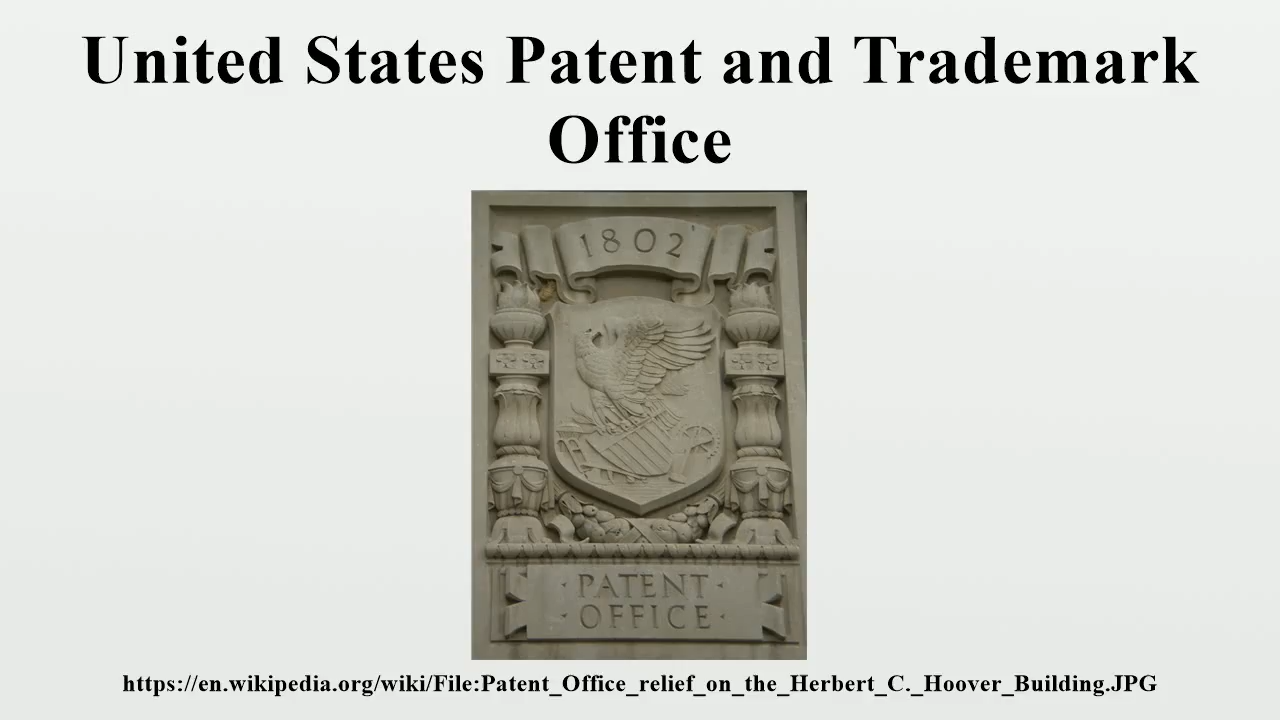 United States Patent and Trademark
Office
1802
PATENT
OFFICE
https://en.wikipedia.org/wiki/File:Patent_Office_relief_on_the_Herbert_C._Hoover_Building.JPG